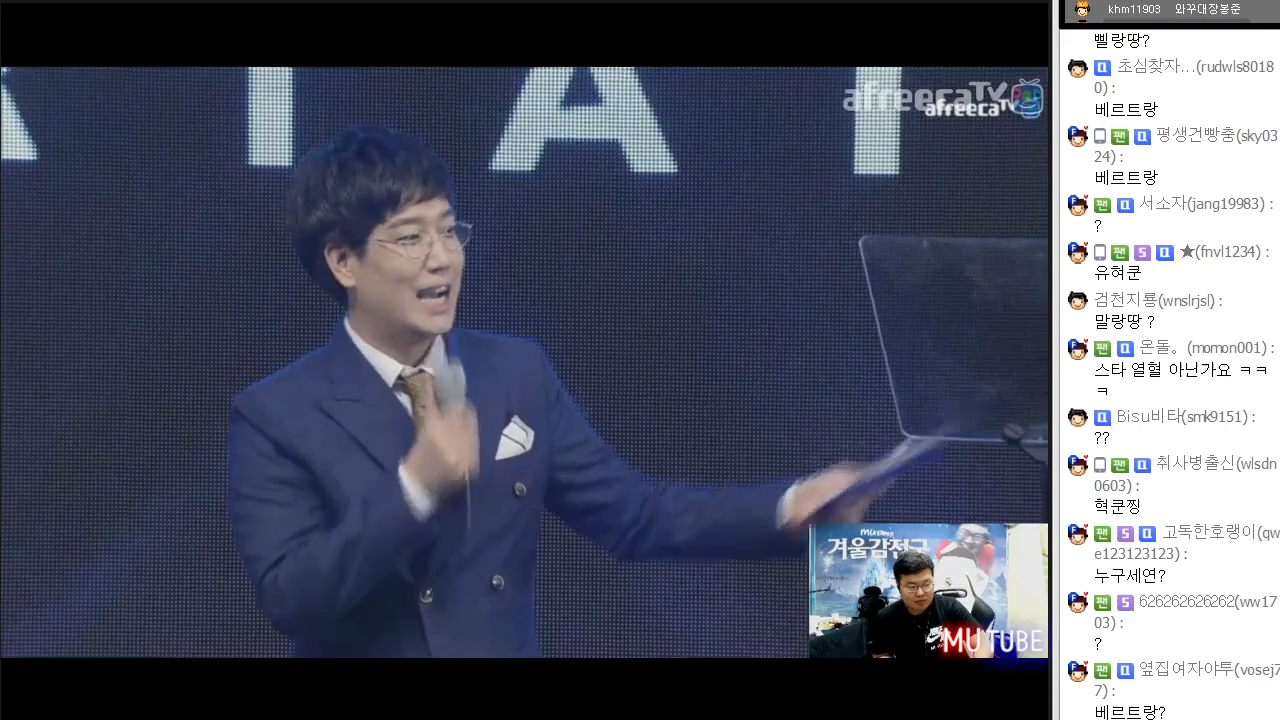 A T A T
afreecaTV
afreecaTV
MUTUBE
겨울감전구
khm11903 외꾸대장봉준
삘랑땅?
초심찾자...(rudwls8018
0) :
베르트랑
평생건빵춤(sky03
24) :
베르트랑
서소자(jang19983) :
?
★(fnvl1234) :
유혀쿤
검천지룡(wnslrjsl) :
말랑땅 ?
온돌。(momon001) :
스타 열혈 아닌가요 ㅋㅋ
ㅋ
Bisu비타(smk9151) :
??
취사병출신(wlsdn
0603) :
혁쿤찡
고독한호랭이(qw
e123123123) :
누구세연?
626262626262(ww17
03) :
?
옆집여자야투(vosej7
7) :
베르트랑?